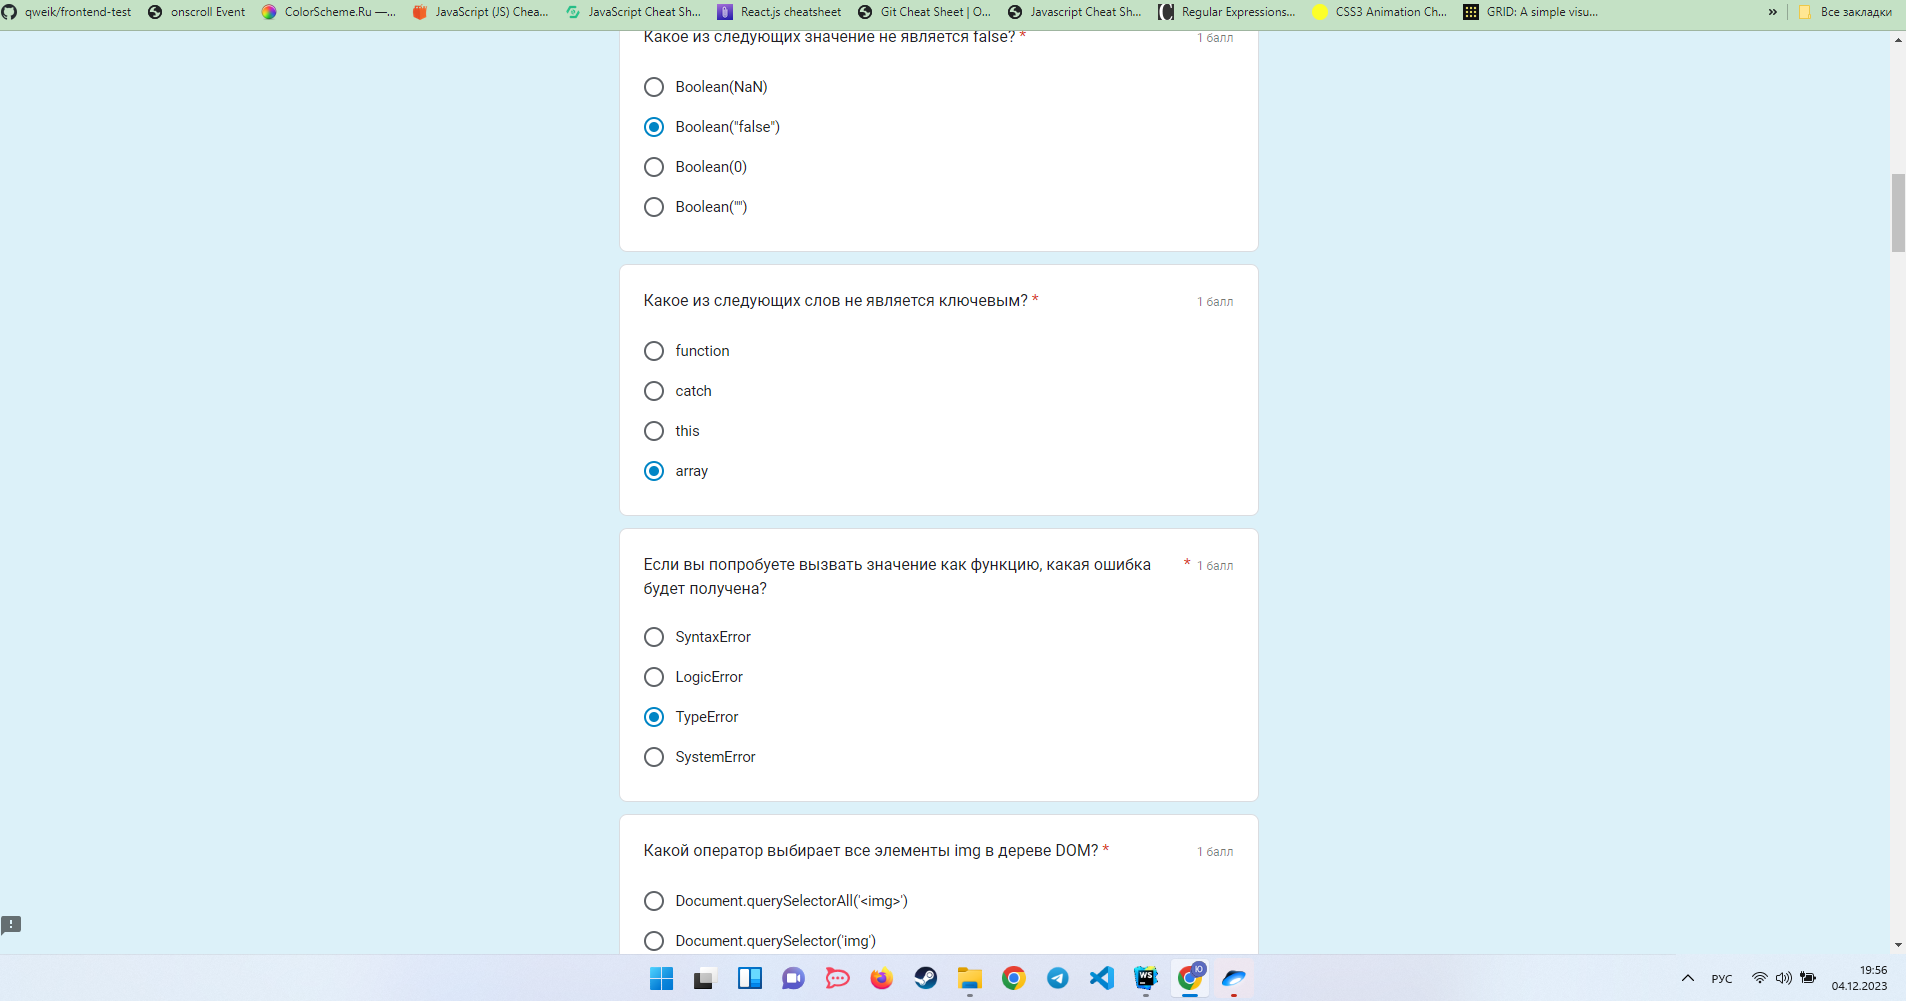 qweik/frontend-test
onscroll Event
ColorScheme.Ru —...
JavaScript (JS) Chea...
JavaScript Cheat Sh...
React.js cheatsheet
Git Cheat Sheet | O...
Javascript Cheat Sh...
Regular Expressions...
CSS3 Animation Ch...
GRID: A simple visu...
»
Все закладки
Какое из следующих значение не является false? *
1 балл
Boolean(NaN)
Boolean("false")
Boolean(0)
Boolean("")
Какое из следующих слов не является ключевым? *
1 балл
function
catch
this
array
Если вы попробуете вызвать значение как функцию, какая ошибка
* 1 балл
будет получена?
SyntaxError
LogicError
TypeError
SystemError
Какой оператор выбирает все элементы img в дереве DOM? *
1 балл
Document.querySelectorAll('<img>')
Document.querySelector('img')
WS
Ю
РУС
19:56
04.12.2023